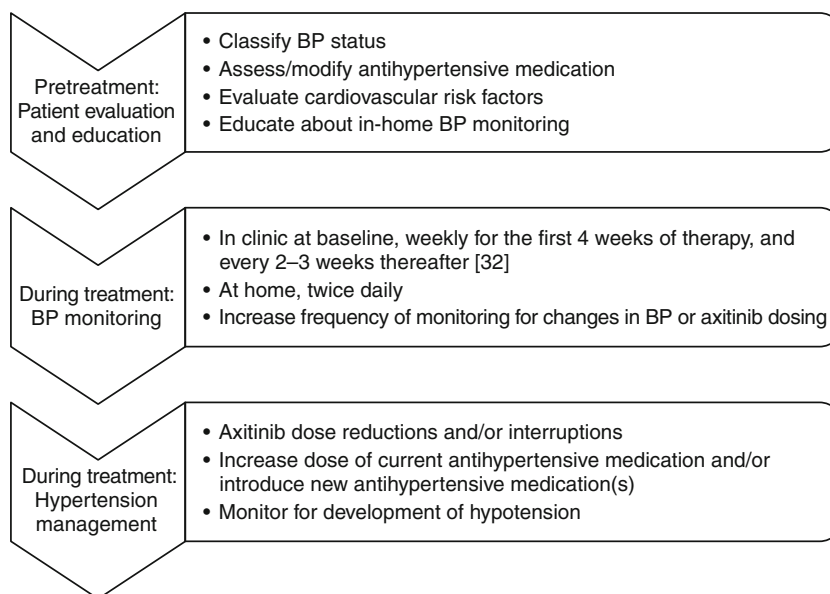 Pretreatment:
Patient evaluation
and education
• Classify BP status
• Assess/modify antihypertensive medication
• Evaluate cardiovascular risk factors
• Educate about in-home BP monitoring
During treatment:
BP monitoring
• In clinic at baseline, weekly for the first 4 weeks of therapy, and
every 2–3 weeks thereafter [32]
• At home, twice daily
• Increase frequency of monitoring for changes in BP or axitinib dosing
During treatment:
Hypertension
management
• Axitinib dose reductions and/or interruptions
• Increase dose of current antihypertensive medication and/or
introduce new antihypertensive medication(s)
• Monitor for development of hypotension